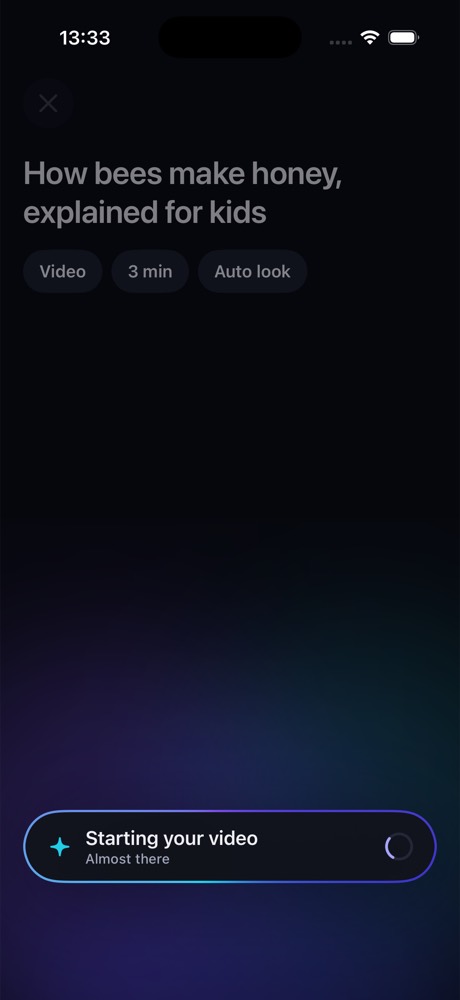 13:33
How bees make honey,
explained for kids
Video
3 min
Auto look
Starting your video
Almost there